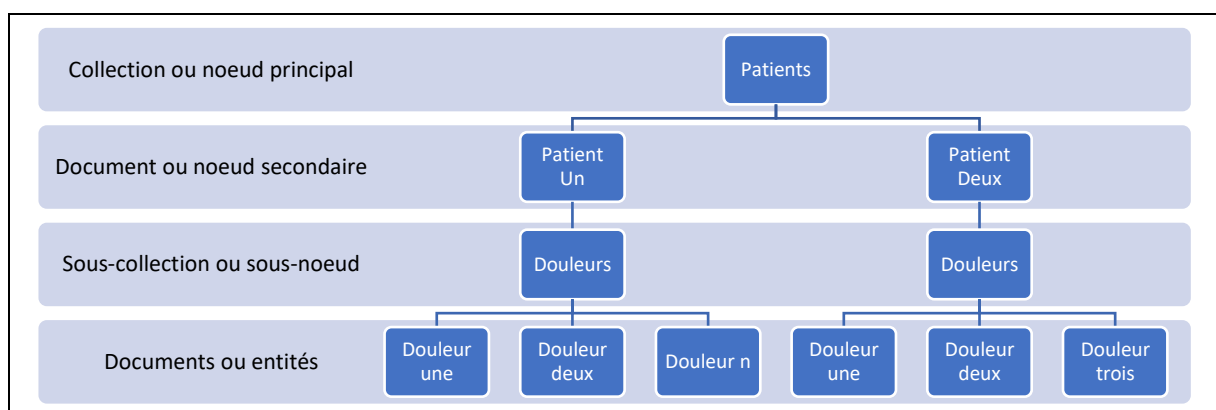 Collection ou noeud principal
Patients
Document ou noeud secondaire
Patient
Un
Patient
Deux
Sous-collection ou sous-noeud
Douleurs
Douleurs
Documents ou entités
Douleur
une
Douleur
deux
Douleur n
Douleur
une
Douleur
deux
Douleur
trois